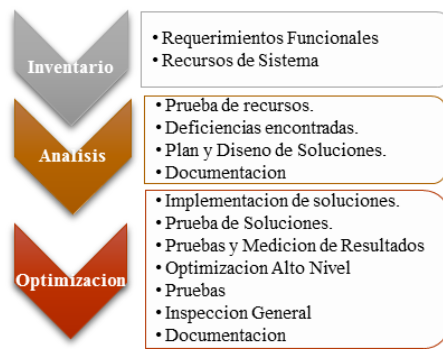 Inventario
• Requerimientos Funcionales
• Recursos de Sistema
Analisis
• Prueba de recursos.
• Deficiencias encontradas.
• Plan y Diseno de Soluciones.
• Documentacion
Optimizacion
• Implementacion de soluciones.
• Prueba de Soluciones.
• Pruebas y Medicion de Resultados
• Optimizacion Alto Nivel
• Pruebas
• Inspeccion General
• Documentacion